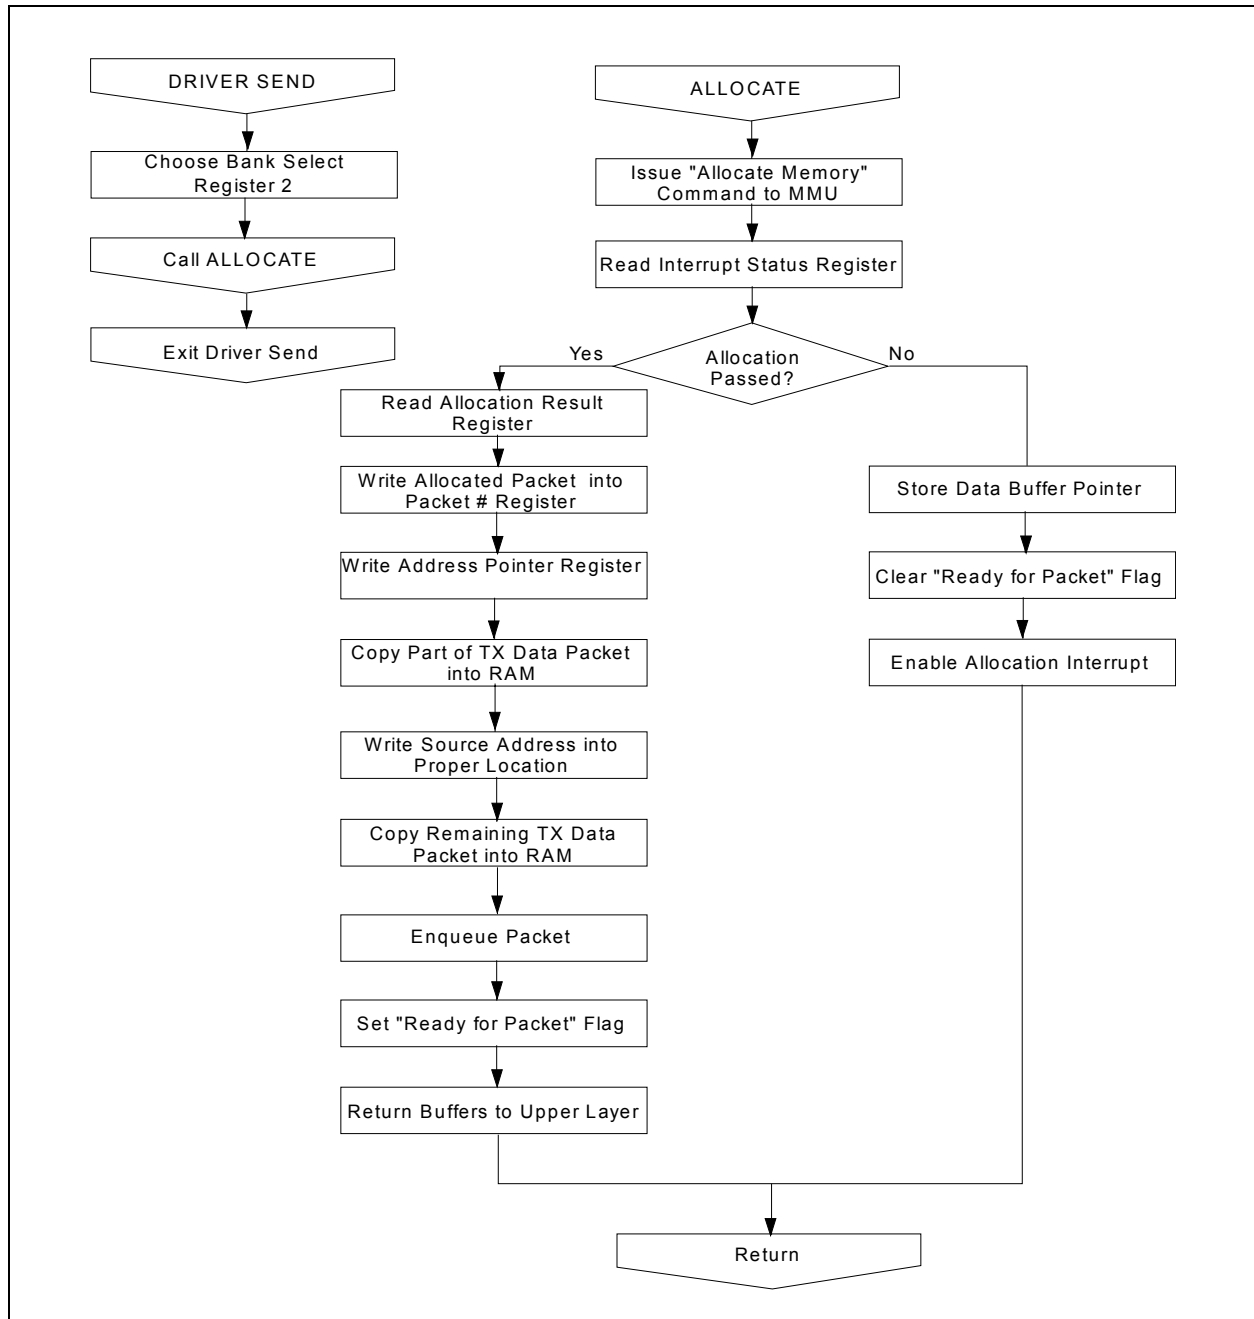 DRIVER SEND
Choose Bank Select
Register 2
Call ALLOCATE
Exit Driver Send
ALLOCATE
Issue "Allocate Memory"
Command to MMU
Read Interrupt Status Register
Allocation
Passed?
Yes
No
Read Allocation Result
Register
Write Allocated Packet into
Packet # Register
Write Address Pointer Register
Copy Part of TX Data Packet
into RAM
Write Source Address into
Proper Location
Copy Remaining TX Data
Packet into RAM
Enqueue Packet
Set "Ready for Packet" Flag
Return Buffers to Upper Layer
Store Data Buffer Pointer
Clear "Ready for Packet" Flag
Enable Allocation Interrupt
Return